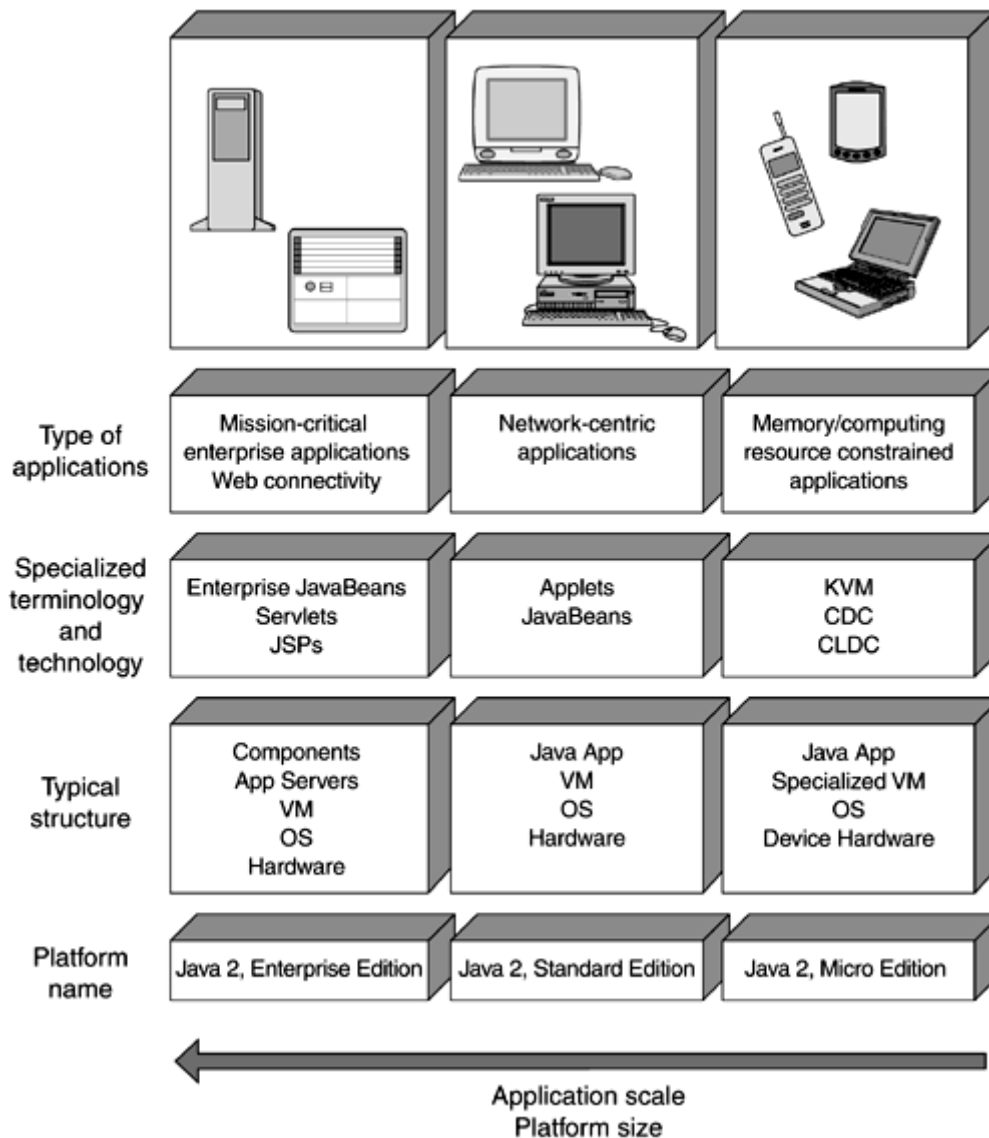 Type of
applications
Mission-critical
enterprise applications
Web connectivity
Network-centric
applications
Memory/computing
resource constrained
applications
Specialized
terminology
and
technology
Enterprise JavaBeans
Servlets
JSPs
Applets
JavaBeans
KVM
CDC
CLDC
Typical
structure
Components
App Servers
VM
OS
Hardware
Java App
VM
OS
Hardware
Java App
Specialized VM
OS
Device Hardware
Platform
name
Java 2, Enterprise Edition
Java 2, Standard Edition
Java 2, Micro Edition
Application scale
Platform size